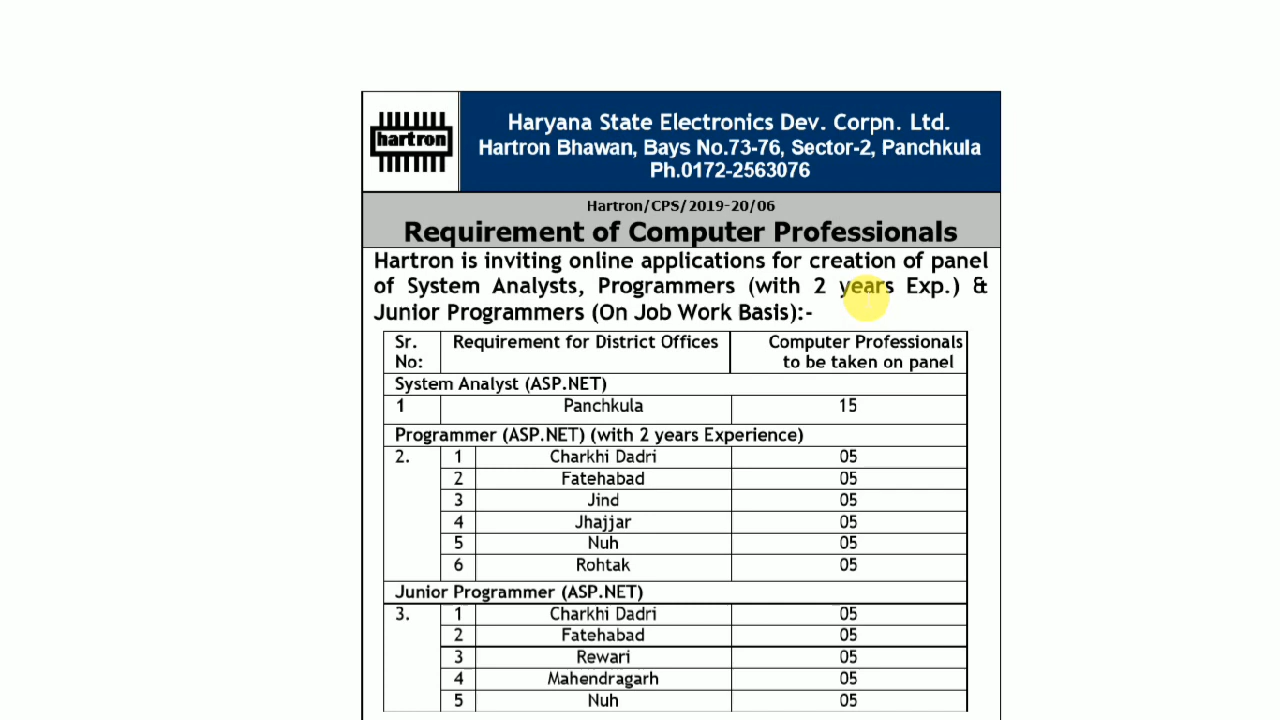 hartron
Haryana State Electronics Dev. Corpn. Ltd.
Hartron Bhawan, Bays No.73-76, Sector-2, Panchkula
Ph.0172-2563076
Hartron/CPS/2019-20/06
Requirement of Computer Professionals
Hartron is inviting online applications for creation of panel
of System Analysts, Programmers (with 2 years Exp.) &
Junior Programmers (On Job Work Basis):-
Sr. No: Requirement for District Offices Computer Professionals to be taken on panel
System Analyst (ASP.NET)
1 Panchkula 15
Programmer (ASP.NET) (with 2 years Experience)
2. 1 Charkhi Dadri 05
2 Fatehabad 05
3 Jind 05
4 Jhajjar 05
5 Nuh 05
6 Rohtak 05
Junior Programmer (ASP.NET)
3. 1 Charkhi Dadri 05
2 Fatehabad 05
3 Rewari 05
4 Mahendragarh 05
5 Nuh 05